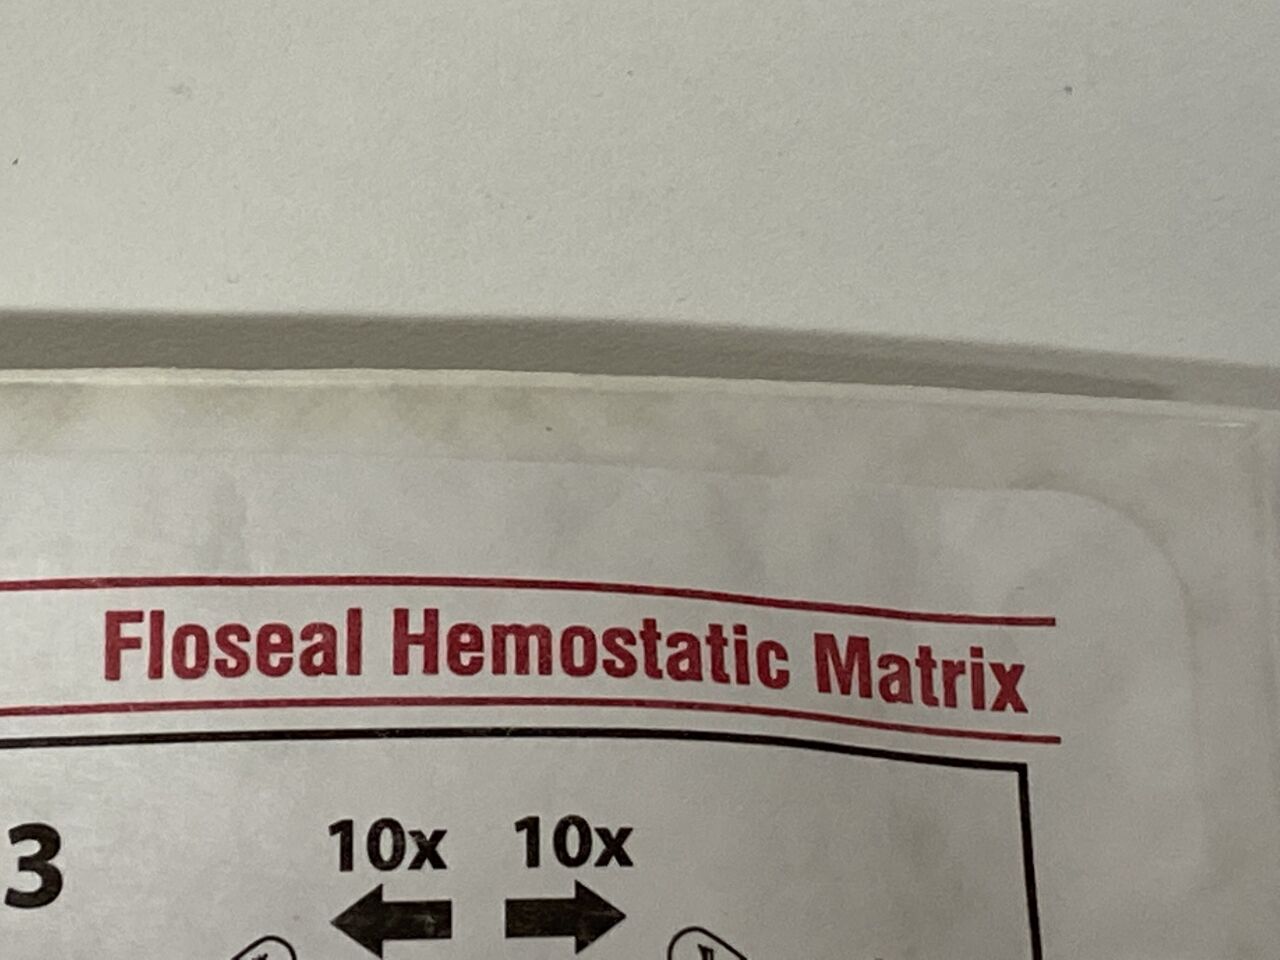 Floseal Hemostatic Matrix
10x 10x
3